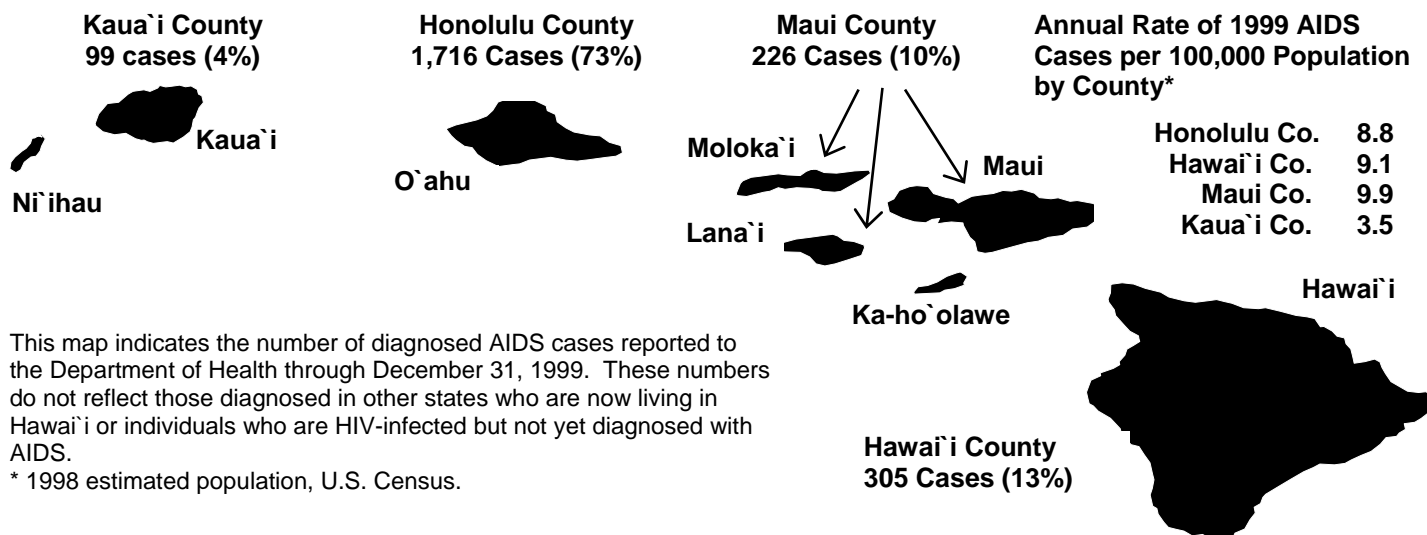 Kaua`i County
99 cases (4%)
Honolulu County
1,716 Cases (73%)
Maui County
226 Cases (10%)
Annual Rate of 1999 AIDS
Cases per 100,000 Population
by County*
Honolulu Co. 8.8
Hawai`i Co. 9.1
Maui Co. 9.9
Kaua`i Co. 3.5
Kaua`i
Ni`ihau
O`ahu
Moloka`i
Maui
Lana`i
Ka-ho`olawe
Hawai`i
This map indicates the number of diagnosed AIDS cases reported to
the Department of Health through December 31, 1999.  These numbers
do not reflect those diagnosed in other states who are now living in
Hawai`i or individuals who are HIV-infected but not yet diagnosed with
AIDS.
* 1998 estimated population, U.S. Census.
Hawai`i County
305 Cases (13%)